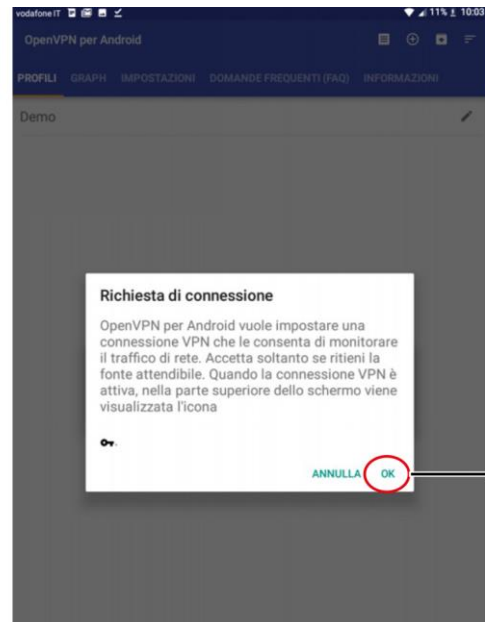 vodafone IT 11% 10:03
OpenVPN per Android
PROFILI GRAPH IMPOSTAZIONI DOMANDE FREQUENTI (FAQ) INFORMAZIONI
Demo
Richiesta di connessione
OpenVPN per Android vuole impostare una
connessione VPN che le consenta di monitorare
il traffico di rete. Accetta soltanto se ritieni la
fonte attendibile. Quando la connessione VPN è
attiva, nella parte superiore dello schermo viene
visualizzata l'icona
.
ANNULLA OK